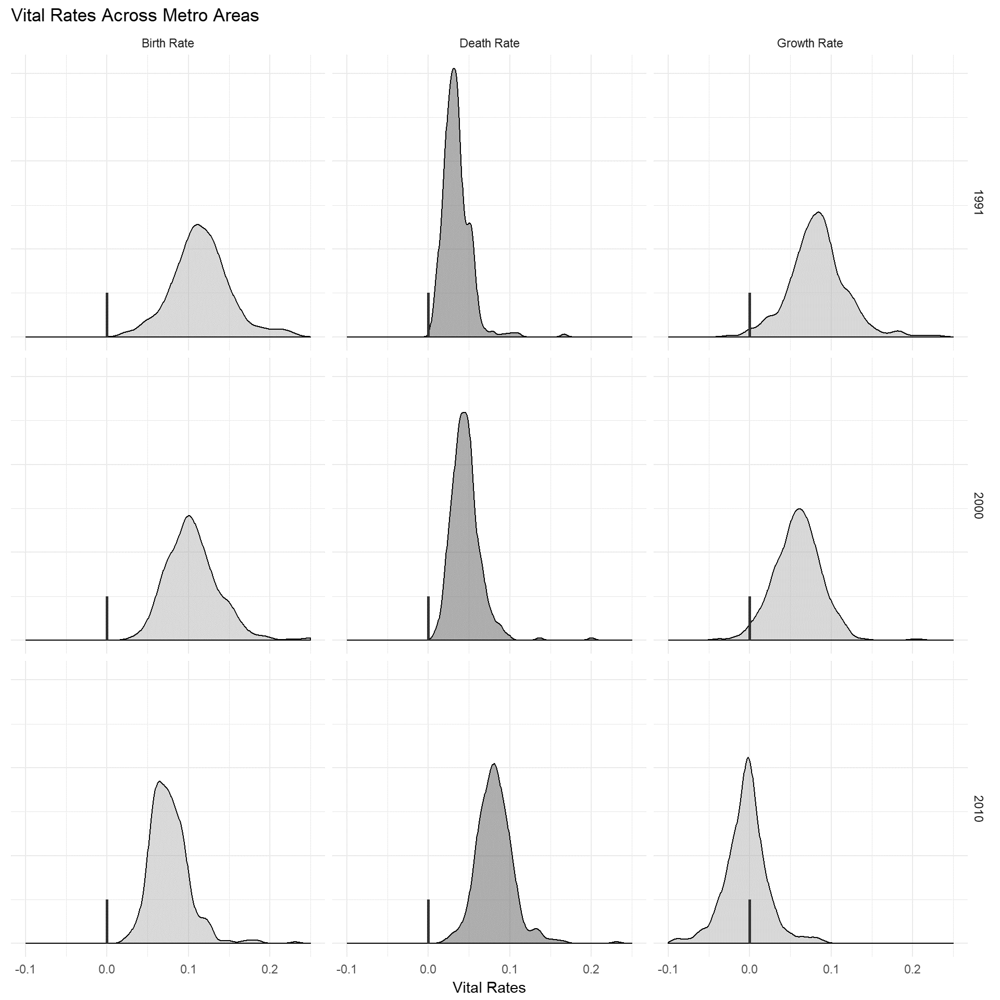 Vital Rates Across Metro Areas
Birth Rate
Death Rate
Growth Rate
1991
2000
2010
-0.1 0.0 0.1 0.2 -0.1 0.0 0.1 0.2 -0.1 0.0 0.1 0.2
Vital Rates